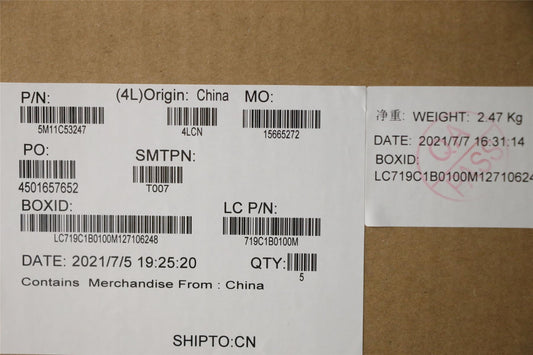 P/N: (4L)Origin: China MO:
5M11C53247 4LCN 15665272
PO: SMTPN:
4501657652 T007
BOXID: LC P/N:
LC719C1B0100M127106248 719C1B0100M
DATE: 2021/7/5 19:25:20 QTY:
5
Contains Merchandise From : China
SHIPTO:CN
净重: WEIGHT: 2.47 Kg
DATE: 2021/7/7 16:31:14
BOXID:
LC719C1B0100M12710624
QA
PASS